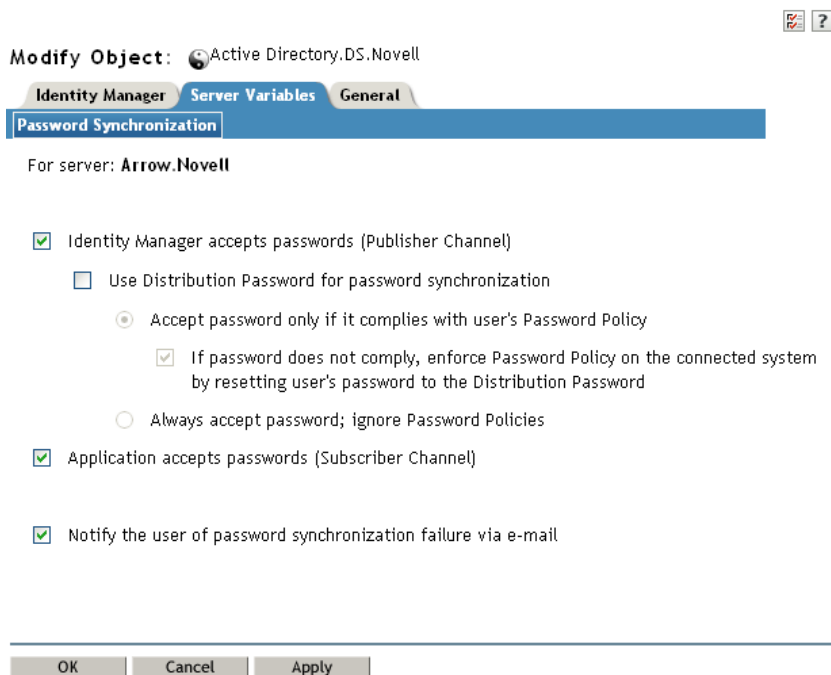 ?
Modify Object: Active Directory.DS.Novell
Identity Manager Server Variables General
Password Synchronization
For server: Arrow.Novell
Identity Manager accepts passwords (Publisher Channel)
Use Distribution Password for password synchronization
Accept password only if it complies with user's Password Policy
If password does not comply, enforce Password Policy on the connected system
by resetting user's password to the Distribution Password
Always accept password; ignore Password Policies
Application accepts passwords (Subscriber Channel)
Notify the user of password synchronization failure via e-mail
OK Cancel Apply